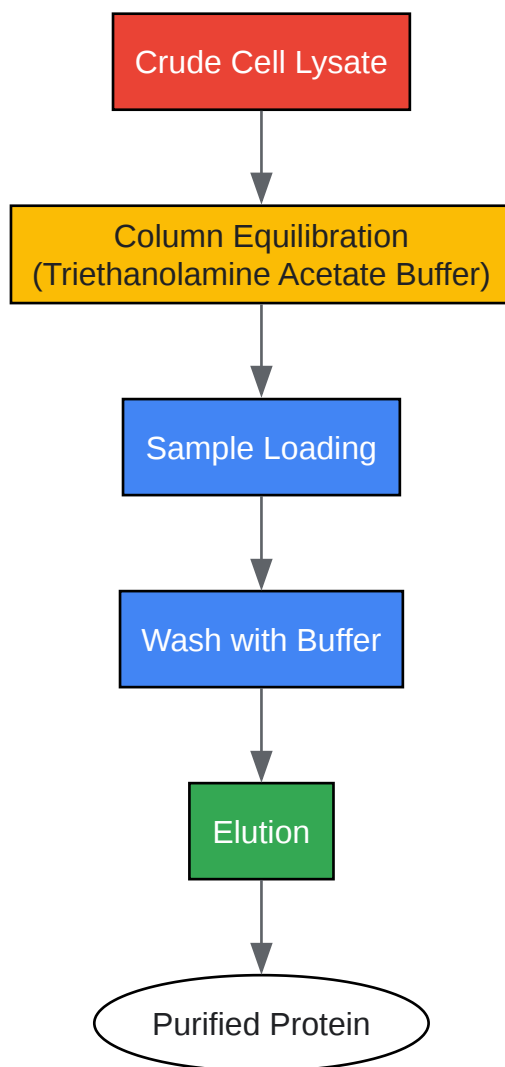 Crude Cell Lysate
Column Equilibration
(Triethanolamine Acetate Buffer)
Sample Loading
Wash with Buffer
Elution
Purified Protein